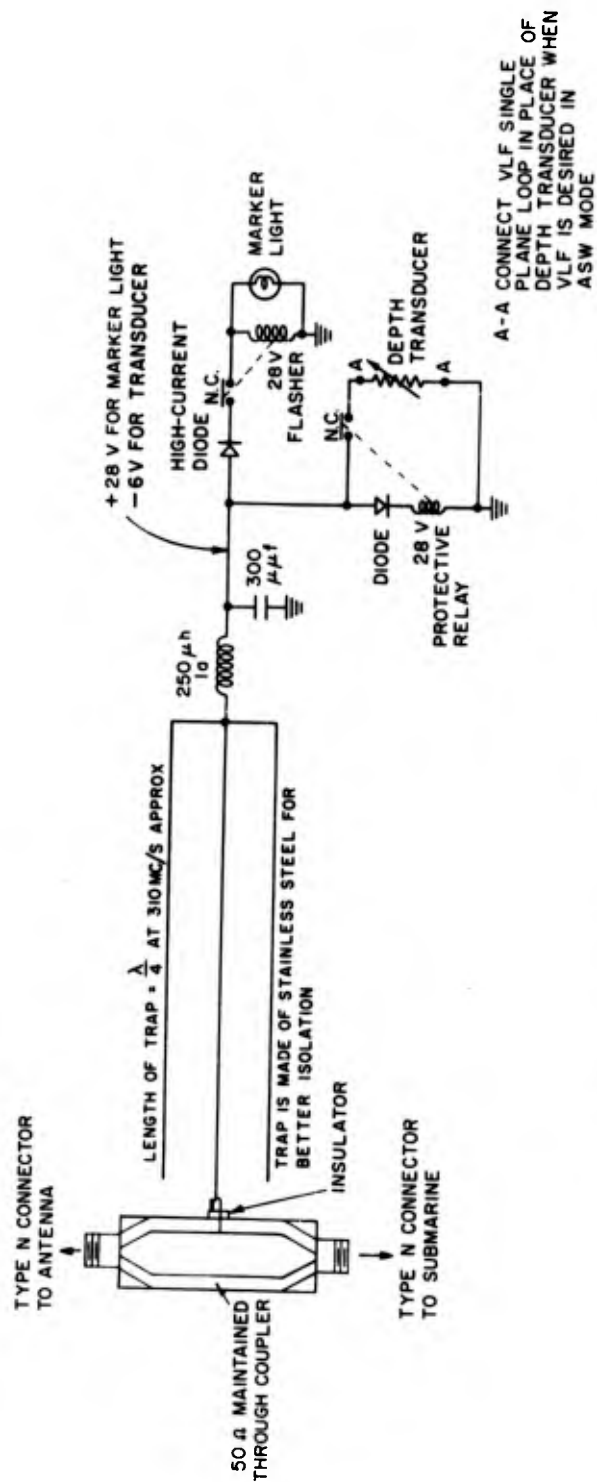 TYPE N CONNECTOR
TO ANTENNA
50 Ω MAINTAINED
THROUGH COUPLER
TYPE N CONNECTOR
TO SUBMARINE
INSULATOR
LENGTH OF TRAP = λ/4 AT 310 MC/S APPROX
TRAP IS MADE OF STAINLESS STEEL FOR
BETTER ISOLATION
250 μh
1a
300
μμf
+28 V FOR MARKER LIGHT
-6V FOR TRANSDUCER
HIGH-CURRENT
DIODE
N.C.
28 V
FLASHER
MARKER
LIGHT
DIODE
28 V
PROTECTIVE
RELAY
N.C.
A
DEPTH
TRANSDUCER
A
A-A CONNECT VLF SINGLE
PLANE LOOP IN PLACE OF
DEPTH TRANSDUCER WHEN
VLF IS DESIRED IN
ASW MODE